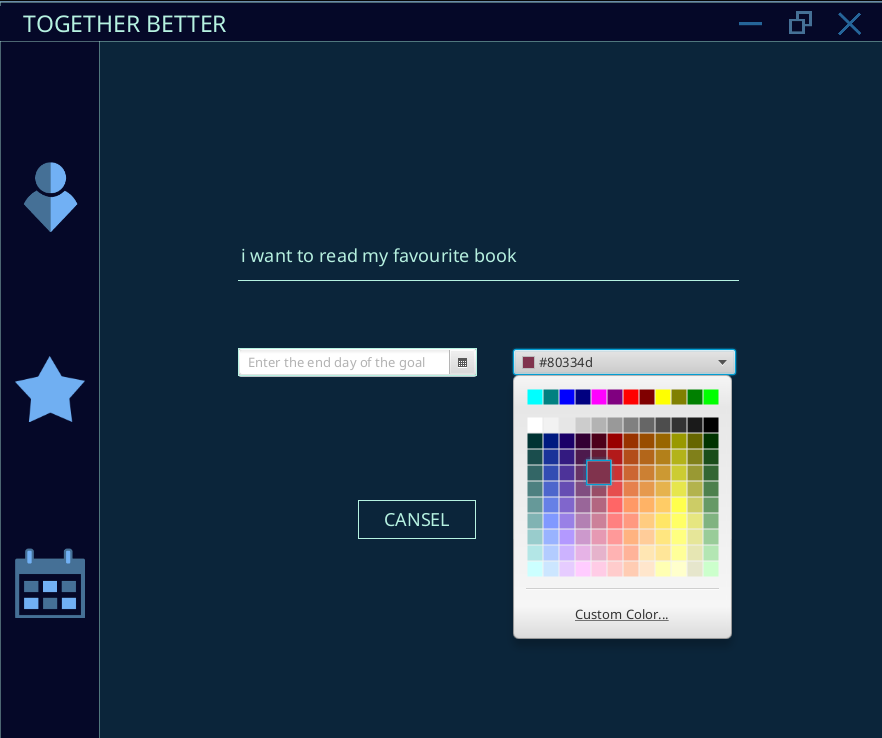 TOGETHER BETTER
i want to read my favourite book
Enter the end day of the goal
#80334d
CANSEL
Custom Color...